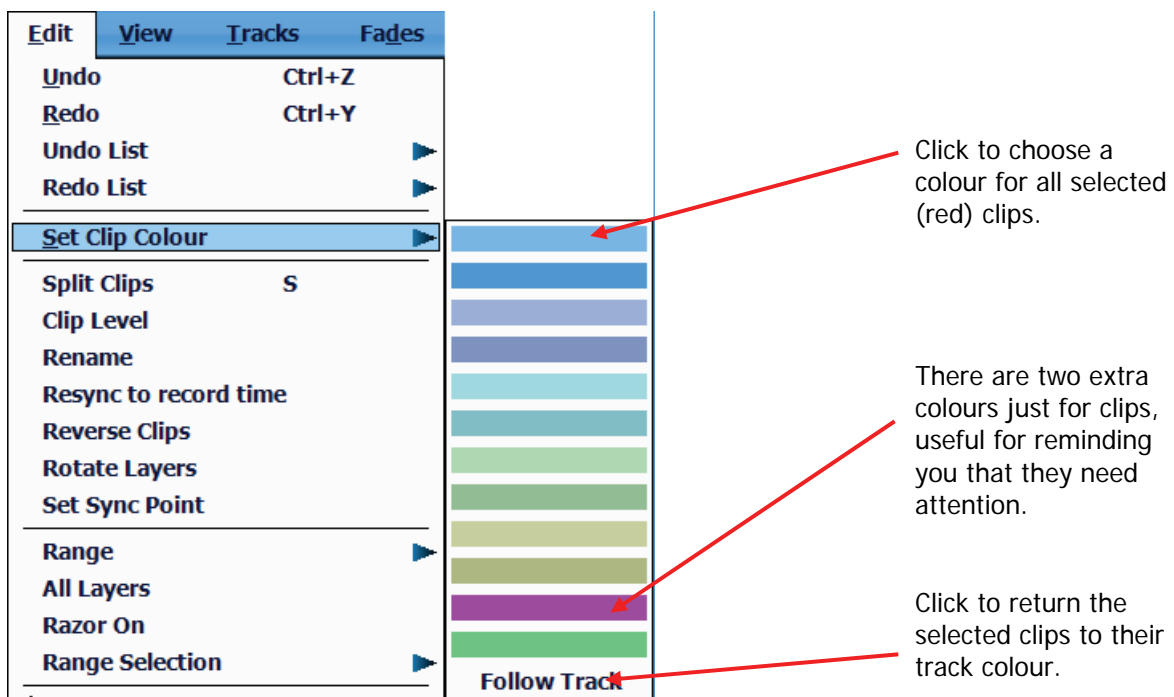 Edit View Tracks Fades
Undo Ctrl+Z
Redo Ctrl+Y
Undo List
Redo List
Set Clip Colour
Split Clips S
Clip Level
Rename
Resync to record time
Reverse Clips
Rotate Layers
Set Sync Point
Range
All Layers
Razor On
Range Selection
Follow Track
Click to choose a
colour for all selected
(red) clips.
There are two extra
colours just for clips,
useful for reminding
you that they need
attention.
Click to return the
selected clips to their
track colour.